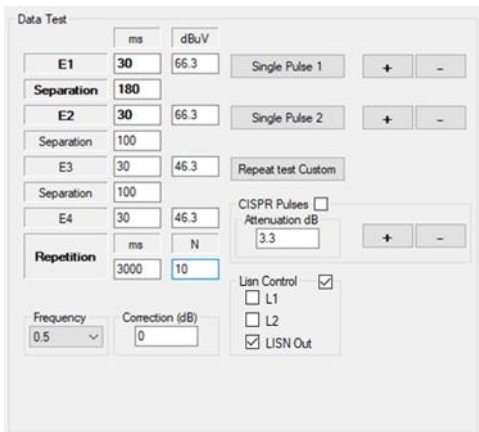 Data Test
ms dBuV
E1 30 66.3 Single Pulse 1 + -
Separation 180
E2 30 66.3 Single Pulse 2 + -
Separation 100
E3 30 46.3 Repeat test Custom
Separation 100
CISPR Pulses
E4 30 46.3
Attenuation dB
3.3 + -
Repetition
ms N
3000 10
Lisn Control
L1
L2
LISN Out
Frequency
0.5
Correction (dB)
0